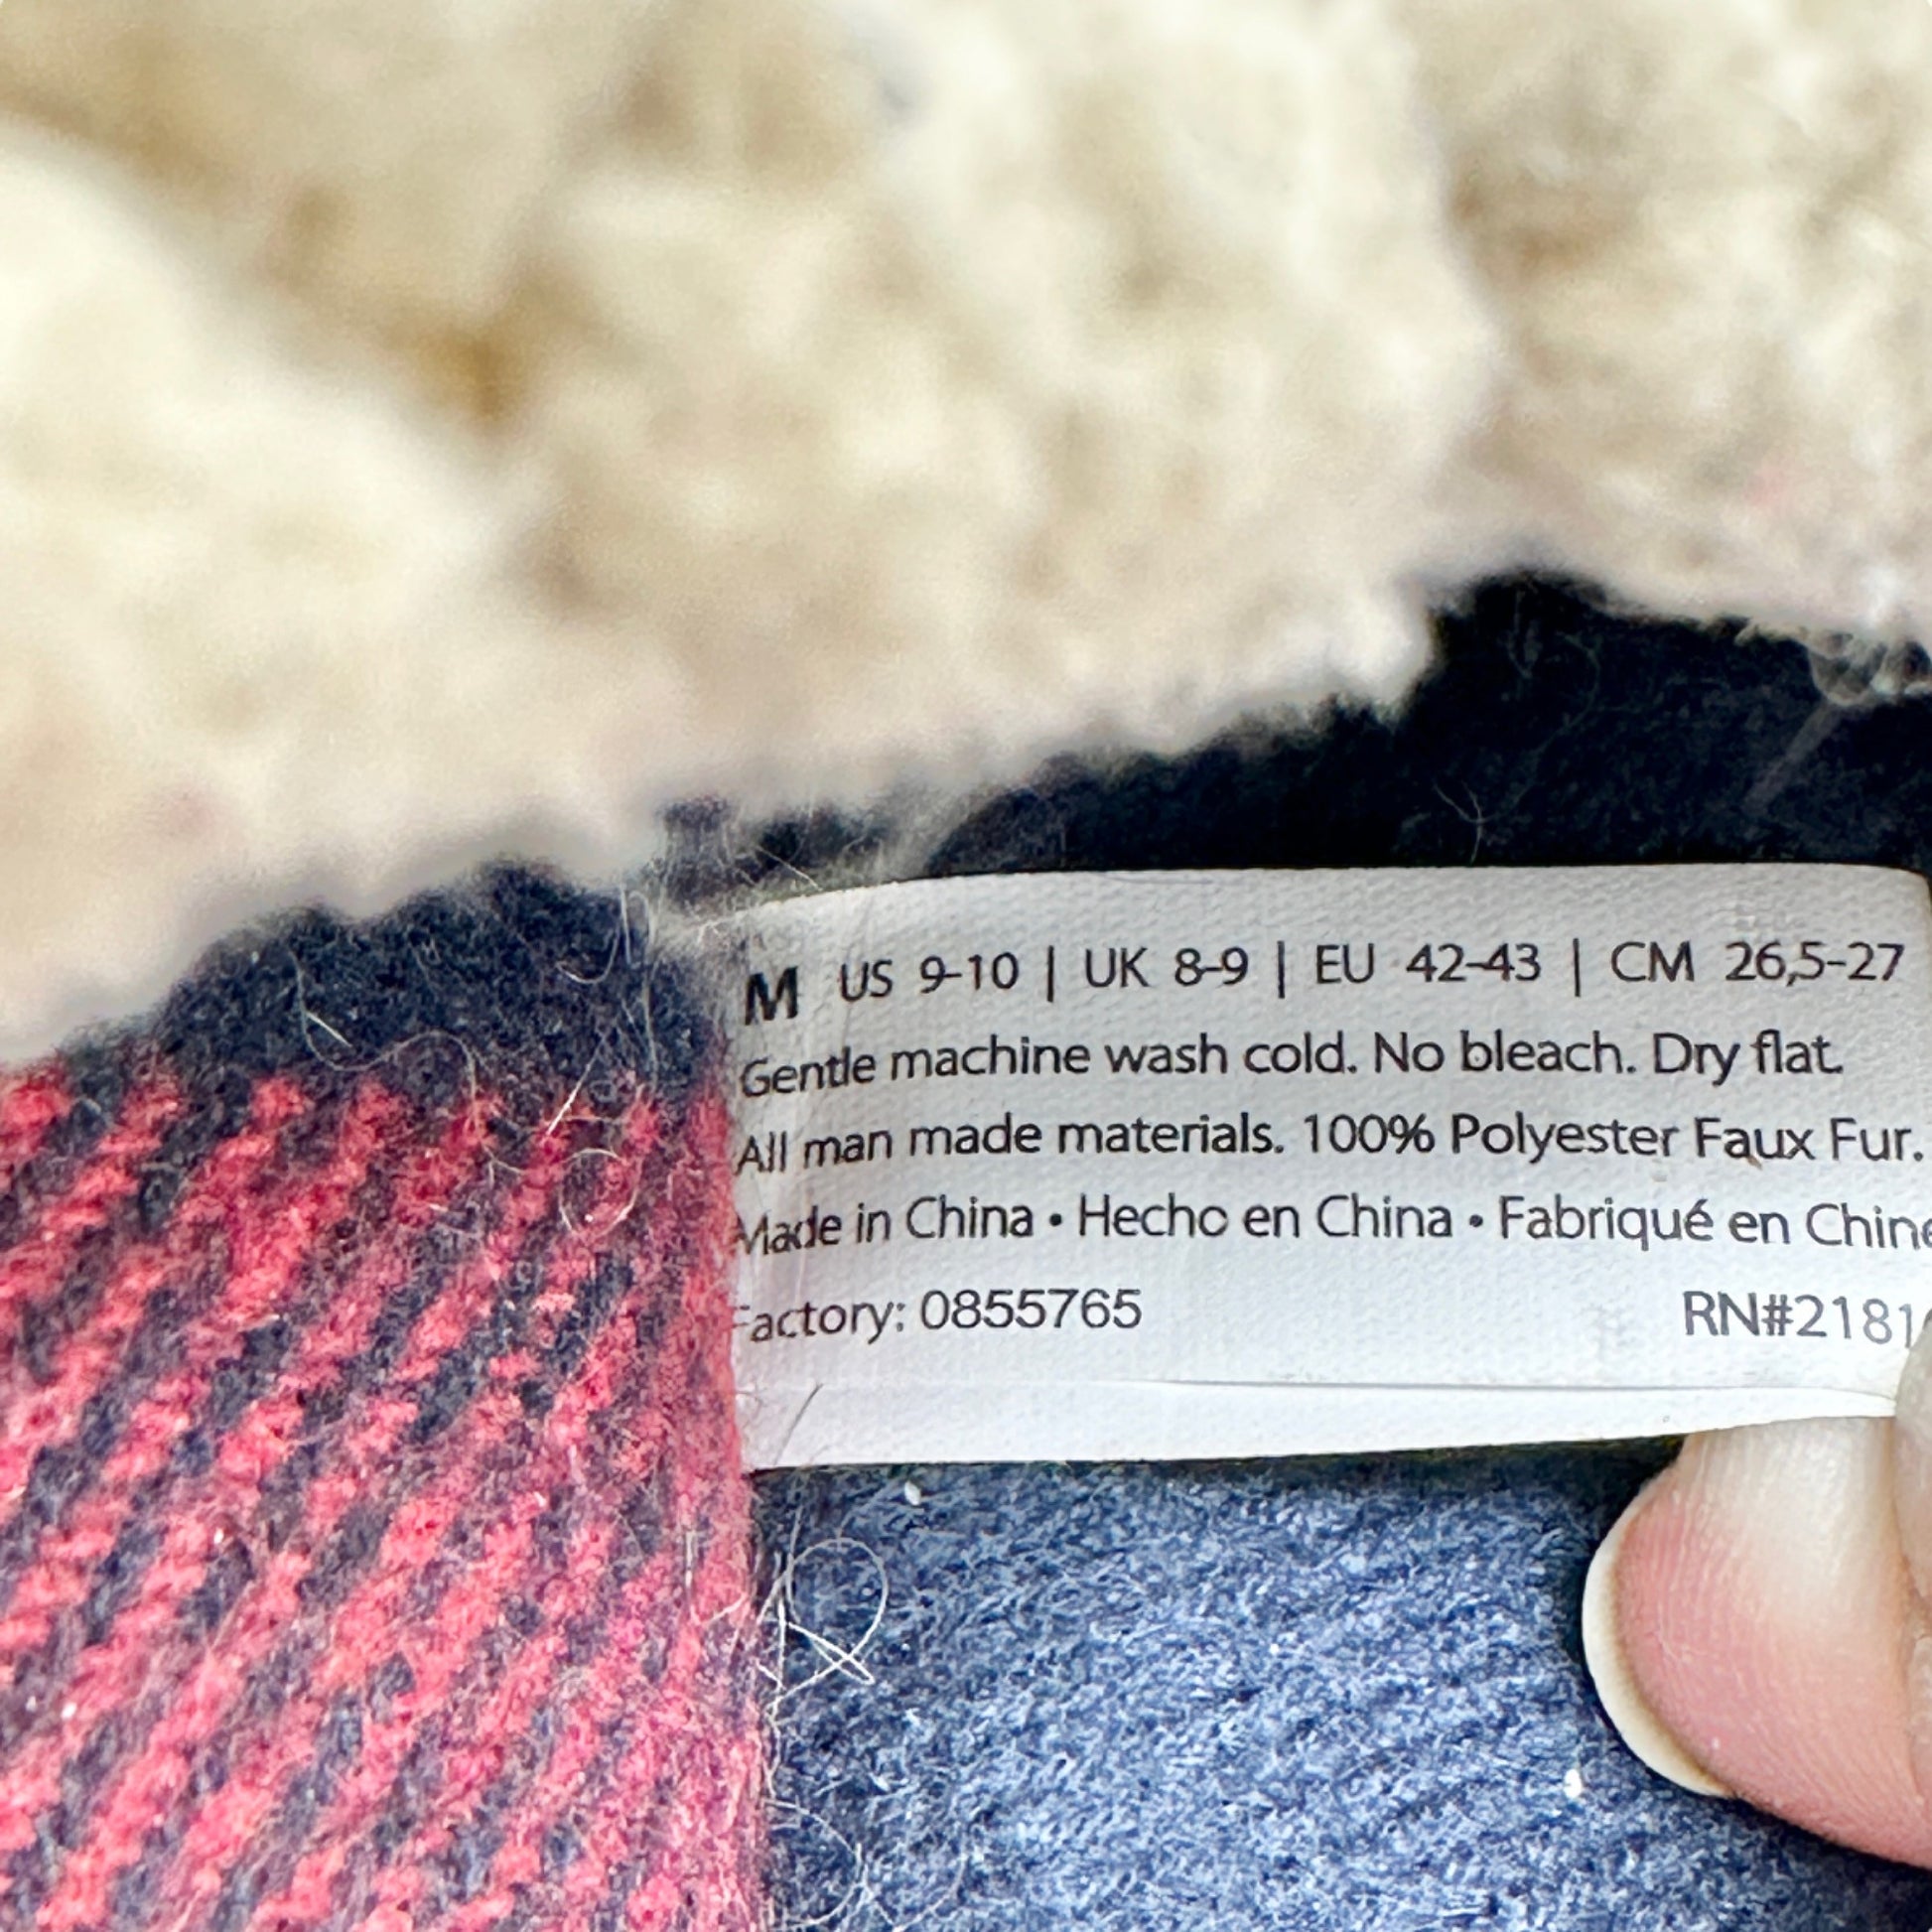 M US 9-10 | UK 8-9 | EU 42-43 | CM 26,5-27
Gentle machine wash cold. No bleach. Dry flat.
All man made materials. 100% Polyester Faux Fur.
Made in China • Hecho en China • Fabriqué en Chine
Factory: 0855765 RN#2181